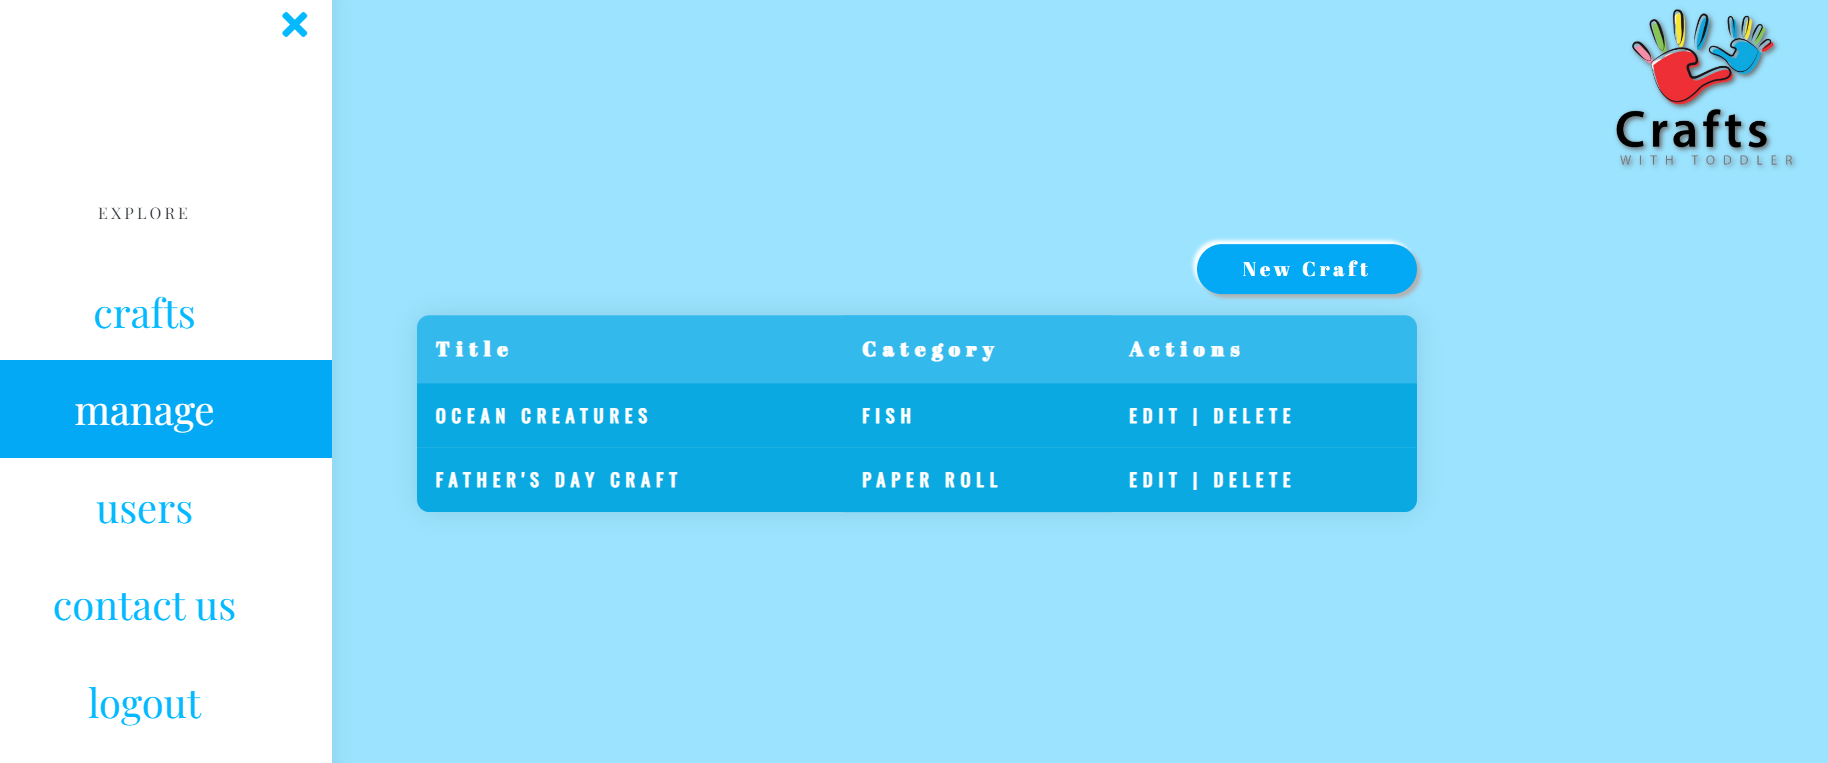 EXPLORE
crafts
manage
users
contact us
logout
Crafts
WITH TODDLER
New Craft
Title Category Actions
OCEAN CREATURES FISH EDIT | DELETE
FATHER'S DAY CRAFT PAPER ROLL EDIT | DELETE